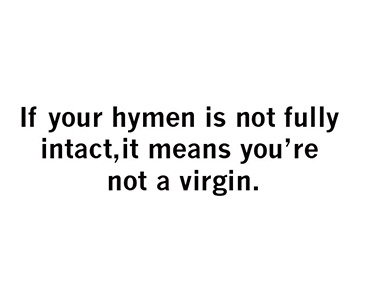 If your hymen is not fully
intact,it means you’re
not a virgin.